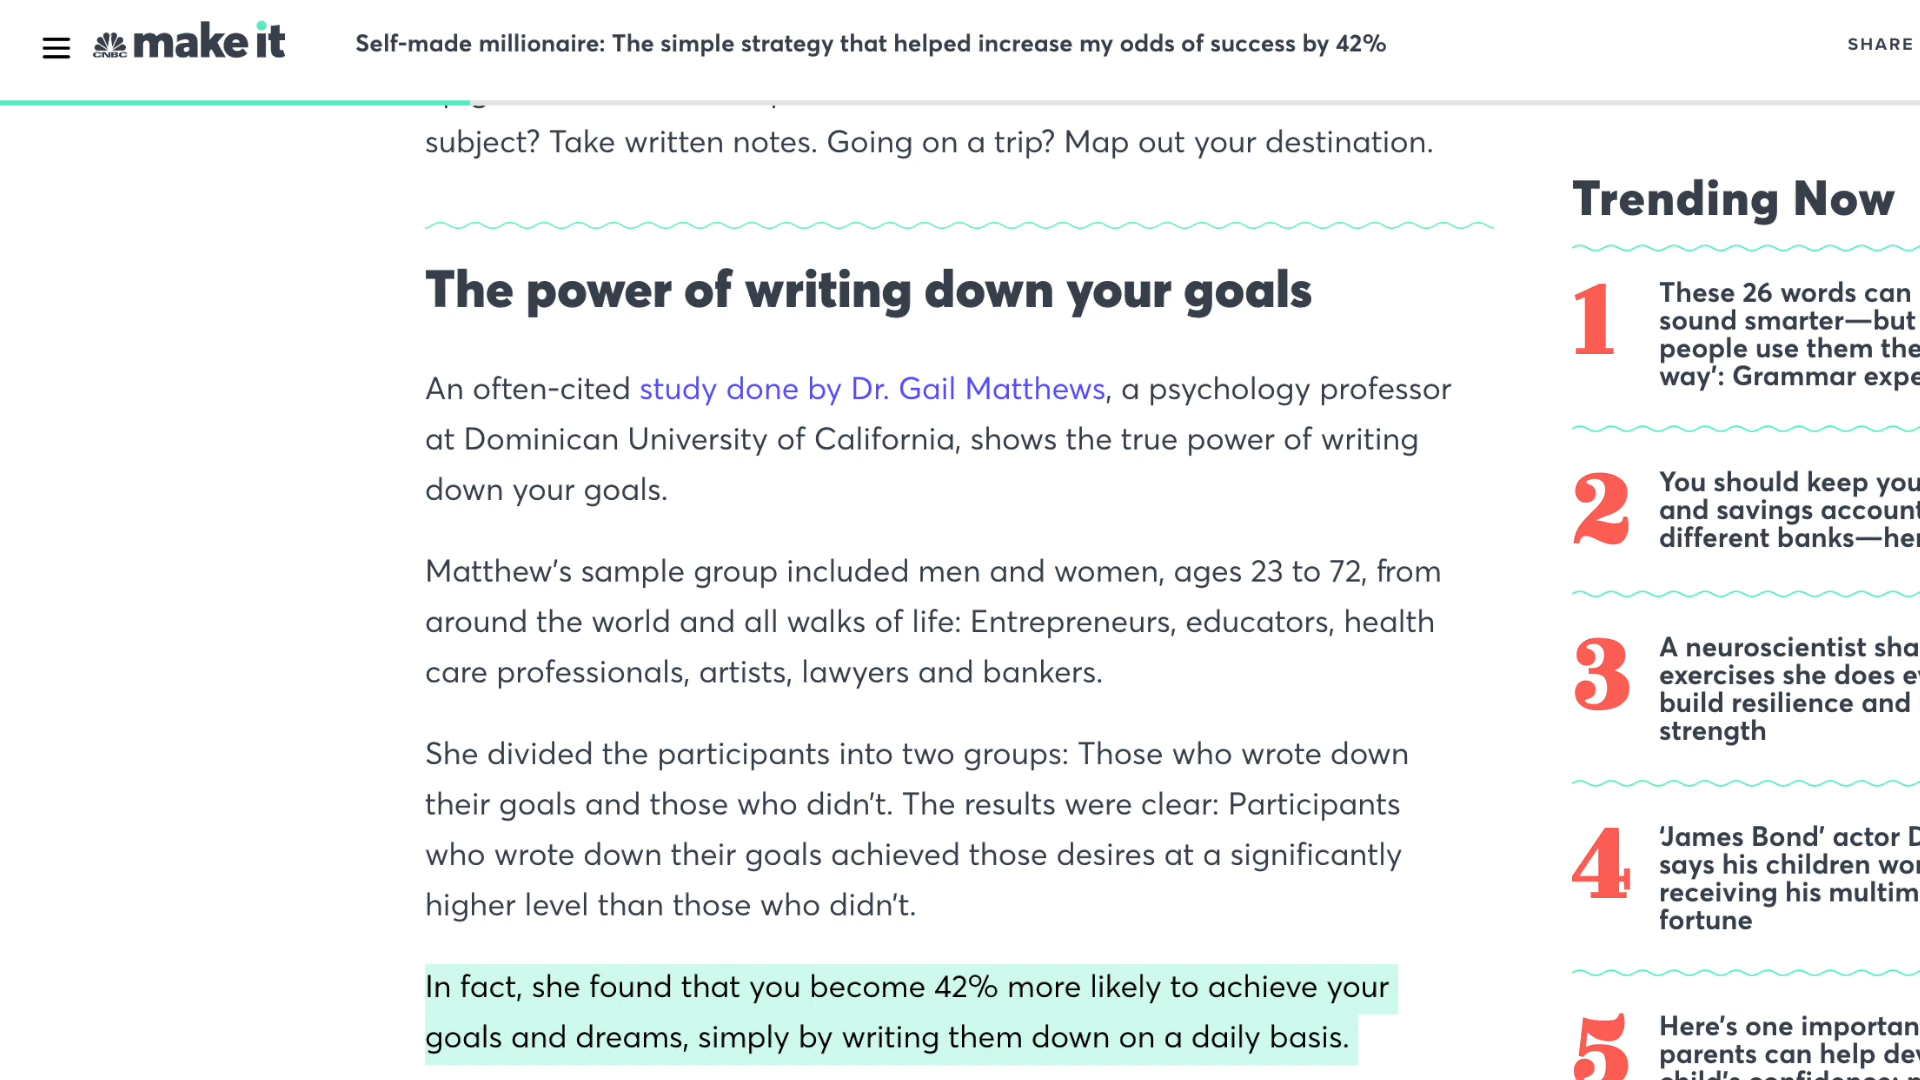 CNBC make it
Self-made millionaire: The simple strategy that helped increase my odds of success by 42%
SHARE
subject? Take written notes. Going on a trip? Map out your destination.
The power of writing down your goals
An often-cited study done by Dr. Gail Matthews, a psychology professor
at Dominican University of California, shows the true power of writing
down your goals.
Matthew's sample group included men and women, ages 23 to 72, from
around the world and all walks of life: Entrepreneurs, educators, health
care professionals, artists, lawyers and bankers.
She divided the participants into two groups: Those who wrote down
their goals and those who didn't. The results were clear: Participants
who wrote down their goals achieved those desires at a significantly
higher level than those who didn't.
In fact, she found that you become 42% more likely to achieve your
goals and dreams, simply by writing them down on a daily basis.
Trending Now
1
These 26 words can
sound smarter—but
people use them the
way': Grammar expe
2
You should keep you
and savings account
different banks—her
3
A neuroscientist sha
exercises she does ev
build resilience and
strength
4
'James Bond' actor D
says his children wor
receiving his multim
fortune
5
Here's one importan
parents can help dev